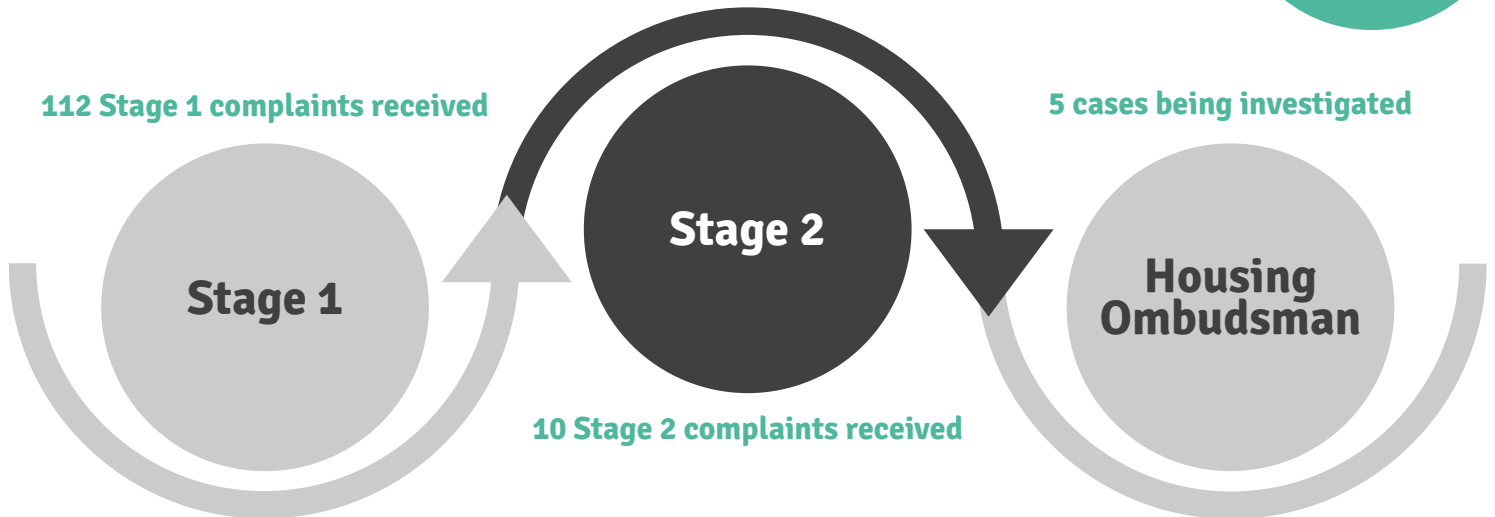 112 Stage 1 complaints received
Stage 1
Stage 2
10 Stage 2 complaints received
5 cases being investigated
Housing
Ombudsman